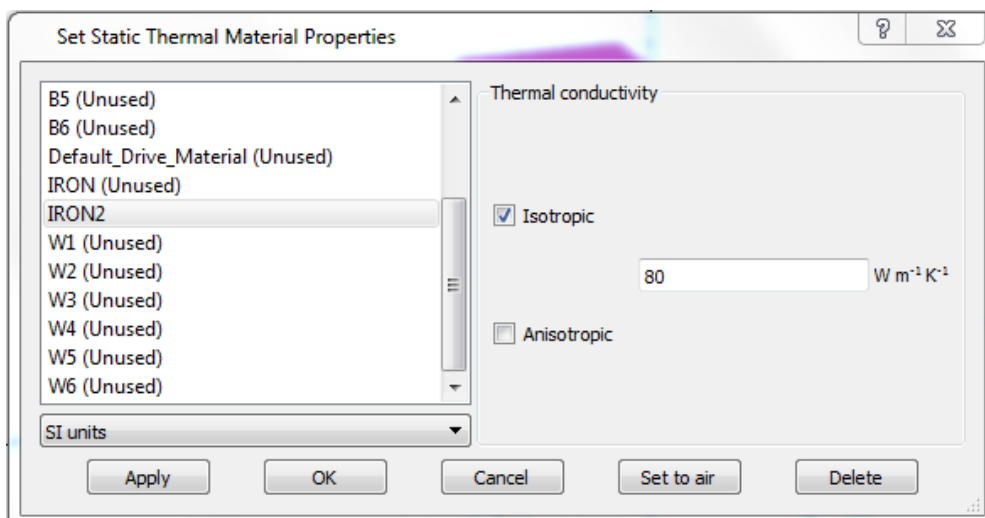 Set Static Thermal Material Properties
B5 (Unused)
B6 (Unused)
Default_Drive_Material (Unused)
IRON (Unused)
IRON2
W1 (Unused)
W2 (Unused)
W3 (Unused)
W4 (Unused)
W5 (Unused)
W6 (Unused)
SI units
Thermal conductivity
Isotropic
80 W m⁻¹ K⁻¹
Anisotropic
Apply OK Cancel Set to air Delete